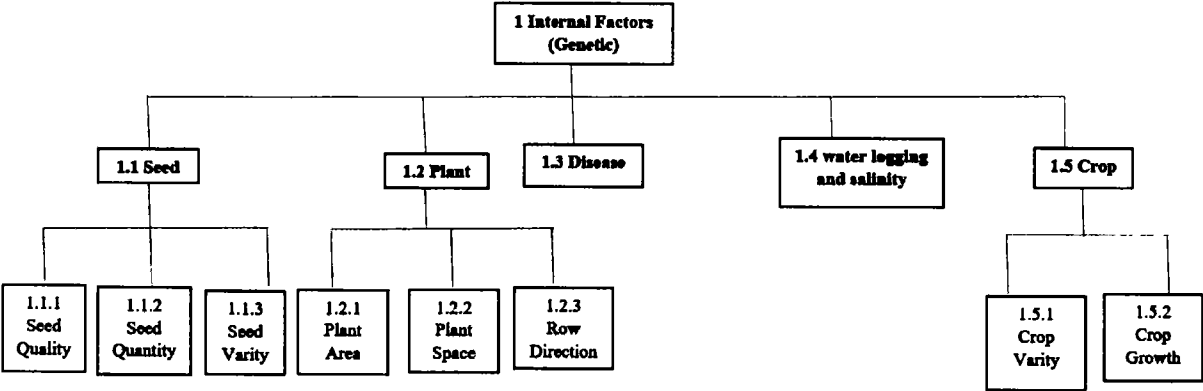 1 Internal Factors
(Genetic)
1.1 Seed
1.2 Plant
1.3 Disease
1.4 water logging
and salinity
1.5 Crop
1.1.1
Seed
Quality
1.1.2
Seed
Quantity
1.1.3
Seed
Varity
1.2.1
Plant
Area
1.2.2
Plant
Space
1.2.3
Row
Direction
1.5.1
Crop
Varity
1.5.2
Crop
Growth